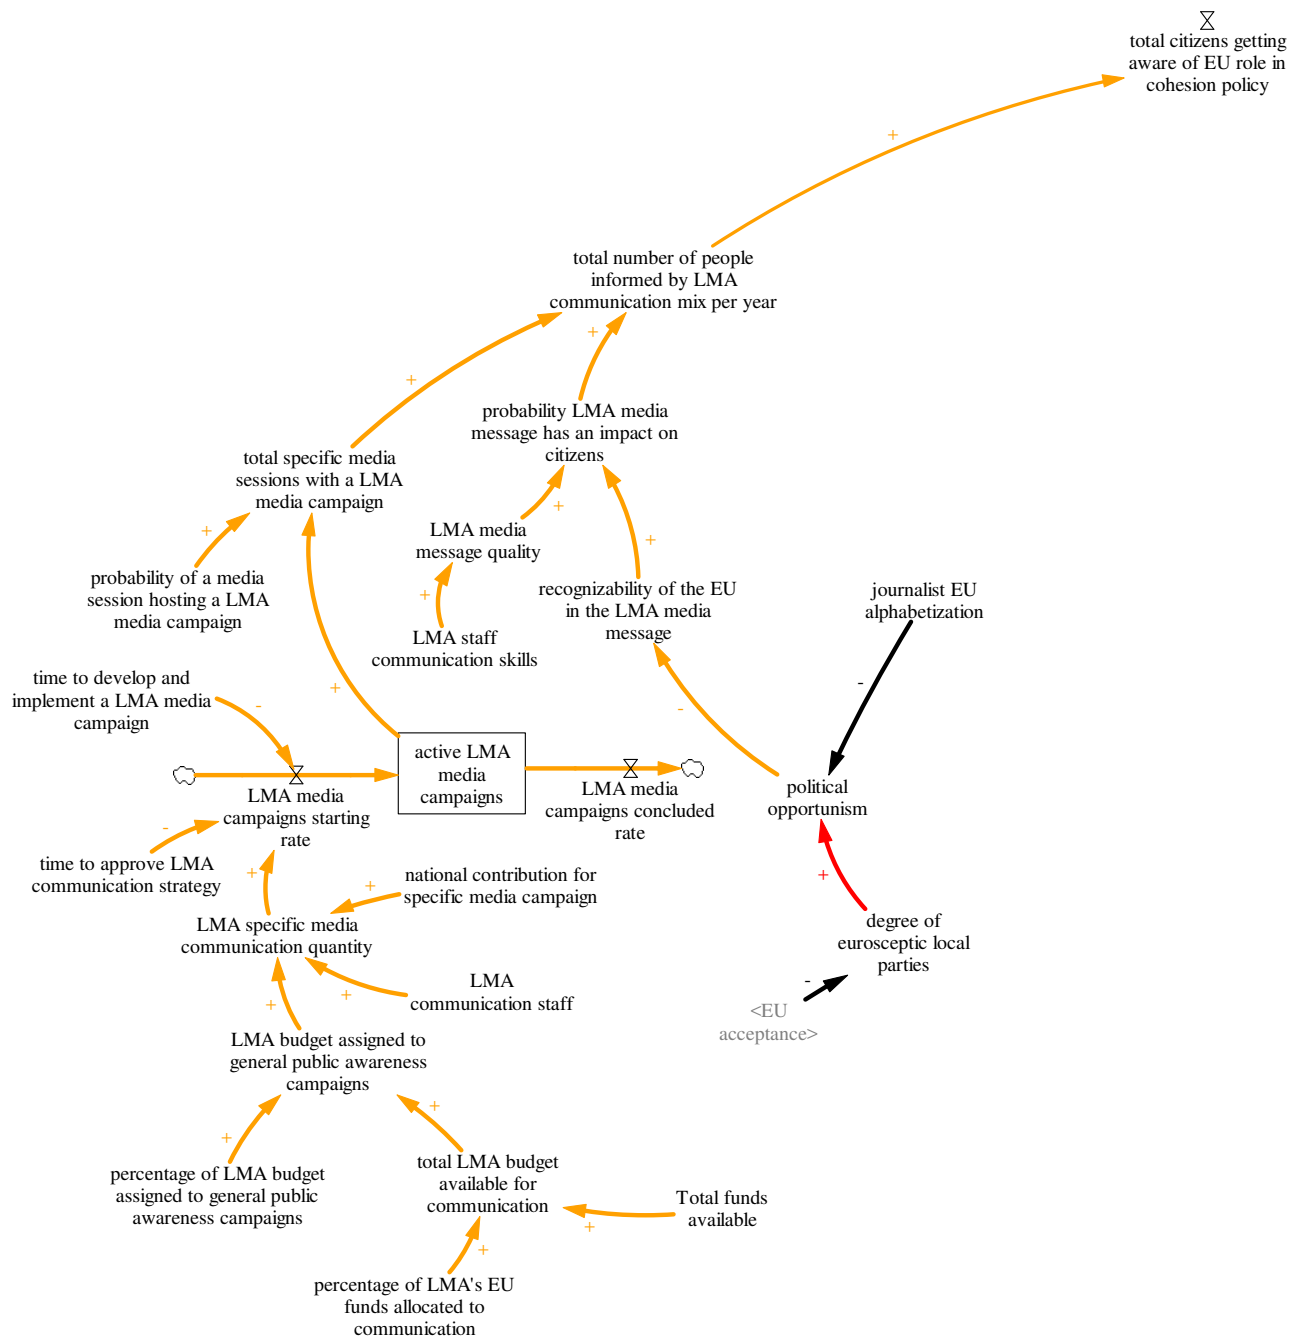 total citizens getting
aware of EU role in
cohesion policy
+
total number of people
informed by LMA
communication mix per year
+
+
probability LMA media
message has an impact on
citizens
total specific media
sessions with a LMA
media campaign
+
+
LMA media
message quality
+
probability of a media
session hosting a LMA
media campaign
+
recognizability of the EU
in the LMA media
message
journalist EU
alphabetization
LMA staff
communication skills
time to develop and
implement a LMA media
campaign
+
-
-
-
active LMA
media
campaigns
LMA media
campaigns starting
rate
LMA media
campaigns concluded
rate
political
opportunism
-
time to approve LMA
communication strategy
+
+
national contribution for
specific media campaign
+
LMA specific media
communication quantity
degree of
eurosceptic local
parties
LMA
communication staff
+
+
-
<EU
acceptance>
LMA budget assigned to
general public awareness
campaigns
+
+
percentage of LMA budget
assigned to general public
awareness campaigns
total LMA budget
available for
communication
Total funds
available
+
+
percentage of LMA's EU
funds allocated to
communication